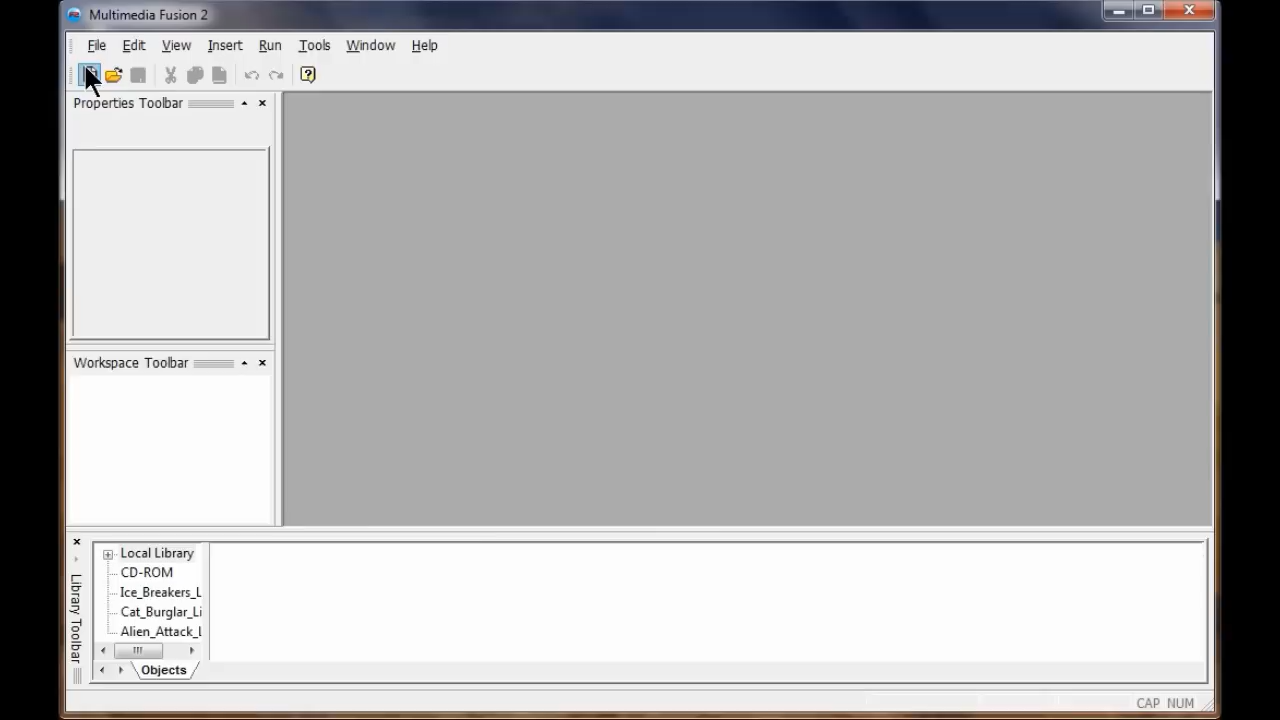 Multimedia Fusion 2
File Edit View Insert Run Tools Window Help
Properties Toolbar
Workspace Toolbar
Library Toolbar
Local Library
CD-ROM
Ice_Breakers_L
Cat_Burglar_Li
Alien_Attack_L
Objects
CAP NUM